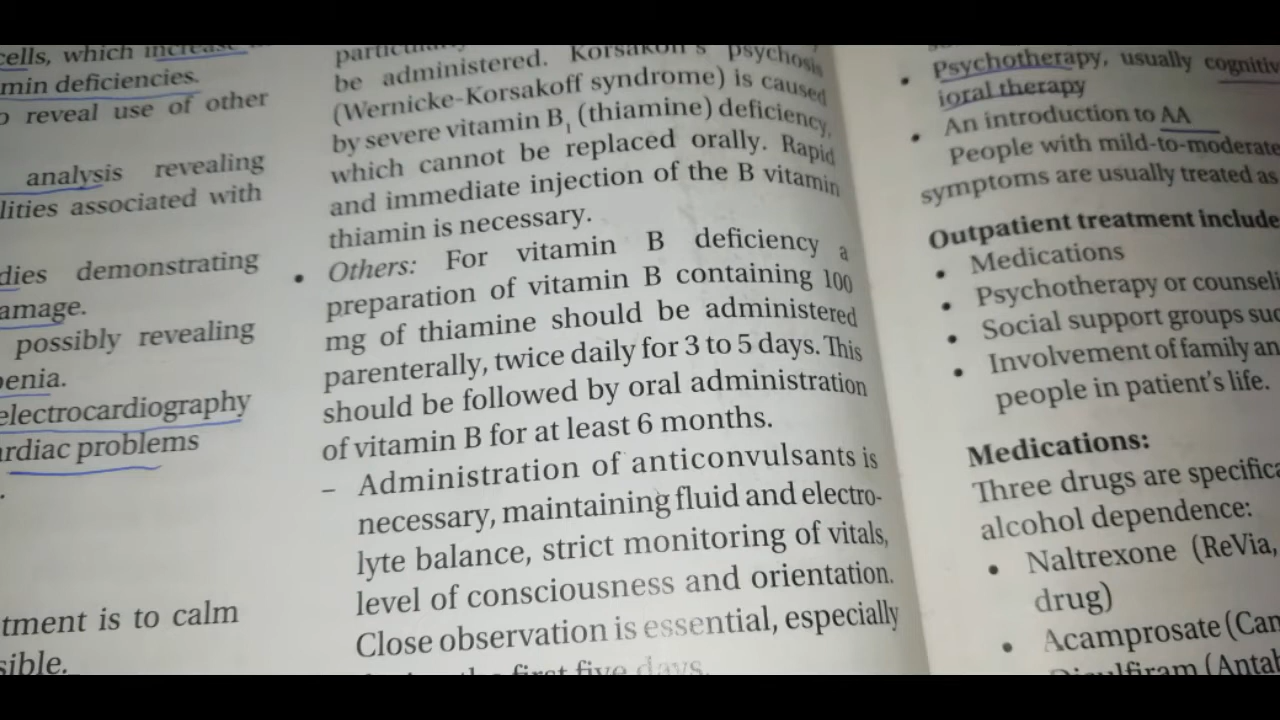 cells, which increase
min deficiencies.
reveal use of other
analysis revealing
lities associated with
dies demonstrating
amage.
possibly revealing
penia.
electrocardiography
rdiac problems
tment is to calm
sible.
be administered. Korsakoff's psychosis
(Wernicke-Korsakoff syndrome) is caused
by severe vitamin B₁ (thiamine) deficiency,
which cannot be replaced orally. Rapid
and immediate injection of the B vitamin
thiamin is necessary.
• Others: For vitamin B deficiency a
preparation of vitamin B containing 100
mg of thiamine should be administered
parenterally, twice daily for 3 to 5 days. This
should be followed by oral administration
of vitamin B for at least 6 months.
– Administration of anticonvulsants is
necessary, maintaining fluid and electro-
lyte balance, strict monitoring of vitals,
level of consciousness and orientation.
Close observation is essential, especially
first five days.
• Psychotherapy, usually cognitiv
ioral therapy
• An introduction to AA
People with mild-to-moderate
symptoms are usually treated as
Outpatient treatment include
• Medications
• Psychotherapy or counseli
• Social support groups suc
• Involvement of family an
people in patient's life.
Medications:
Three drugs are specifica
alcohol dependence:
• Naltrexone (ReVia,
drug)
• Acamprosate (Cam
Disulfiram (Antab